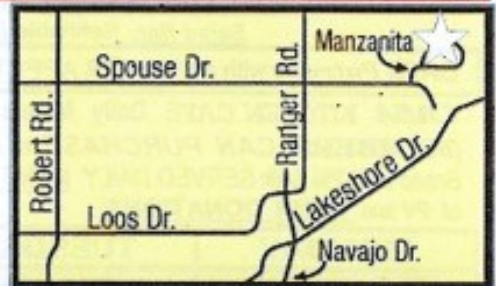 Manzanita
Spouse Dr.
Robert Rd.
Ranger Rd.
Lakeshore Dr.
Loos Dr.
Navajo Dr.